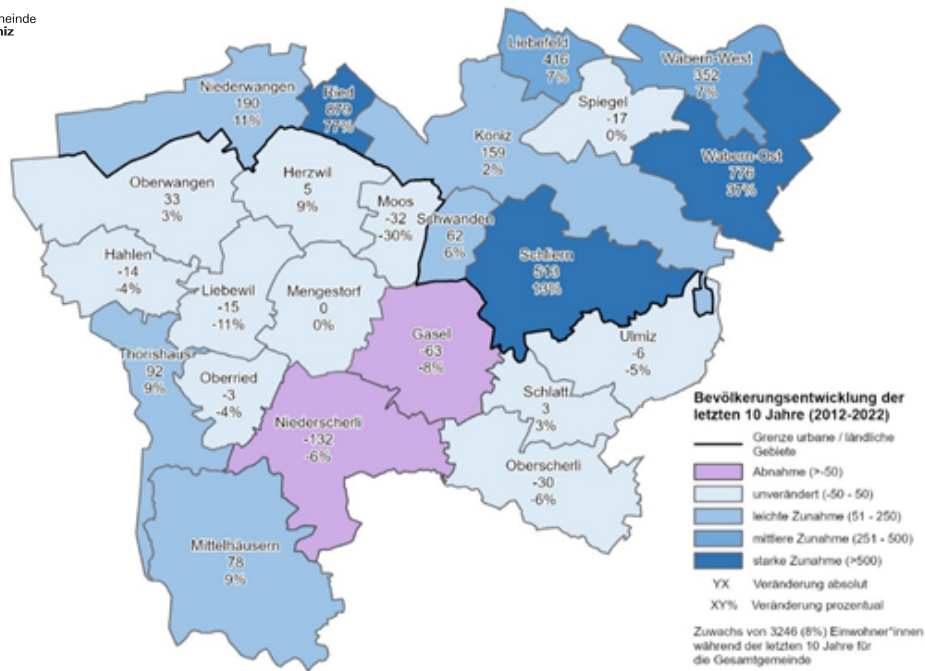 neinde
niz
Liebefeld
416
7%
Wabern-West
352
7%
Niederwangen
190
11%
Ried
879
77%
Spiegel
-17
0%
Köniz
159
2%
Wabern-Ost
776
37%
Oberwangen
33
3%
Herzwil
5
9%
Moos
-32
-30%
Schwanden
62
6%
Schliern
513
13%
Hahlen
-14
-4%
Liebewil
-15
-11%
Mengestorf
0
0%
Gasel
-63
-8%
Ulmiz
-6
-5%
Thörishaus
92
9%
Oberried
-3
-4%
Schlatt
3
3%
Niederscherli
-132
-6%
Oberscherli
-30
-6%
Mittelhäusern
78
9%
Bevölkerungsentwicklung der
letzten 10 Jahre (2012-2022)
Grenze urbane / ländliche
Gebiete
Abnahme (>-50)
unverändert (-50 - 50)
leichte Zunahme (51 - 250)
mittlere Zunahme (251 - 500)
starke Zunahme (>500)
YX Veränderung absolut
XY% Veränderung prozentual
Zuwachs von 3246 (8%) Einwohner*innen
während der letzten 10 Jahre für
die Gesamtgemeinde